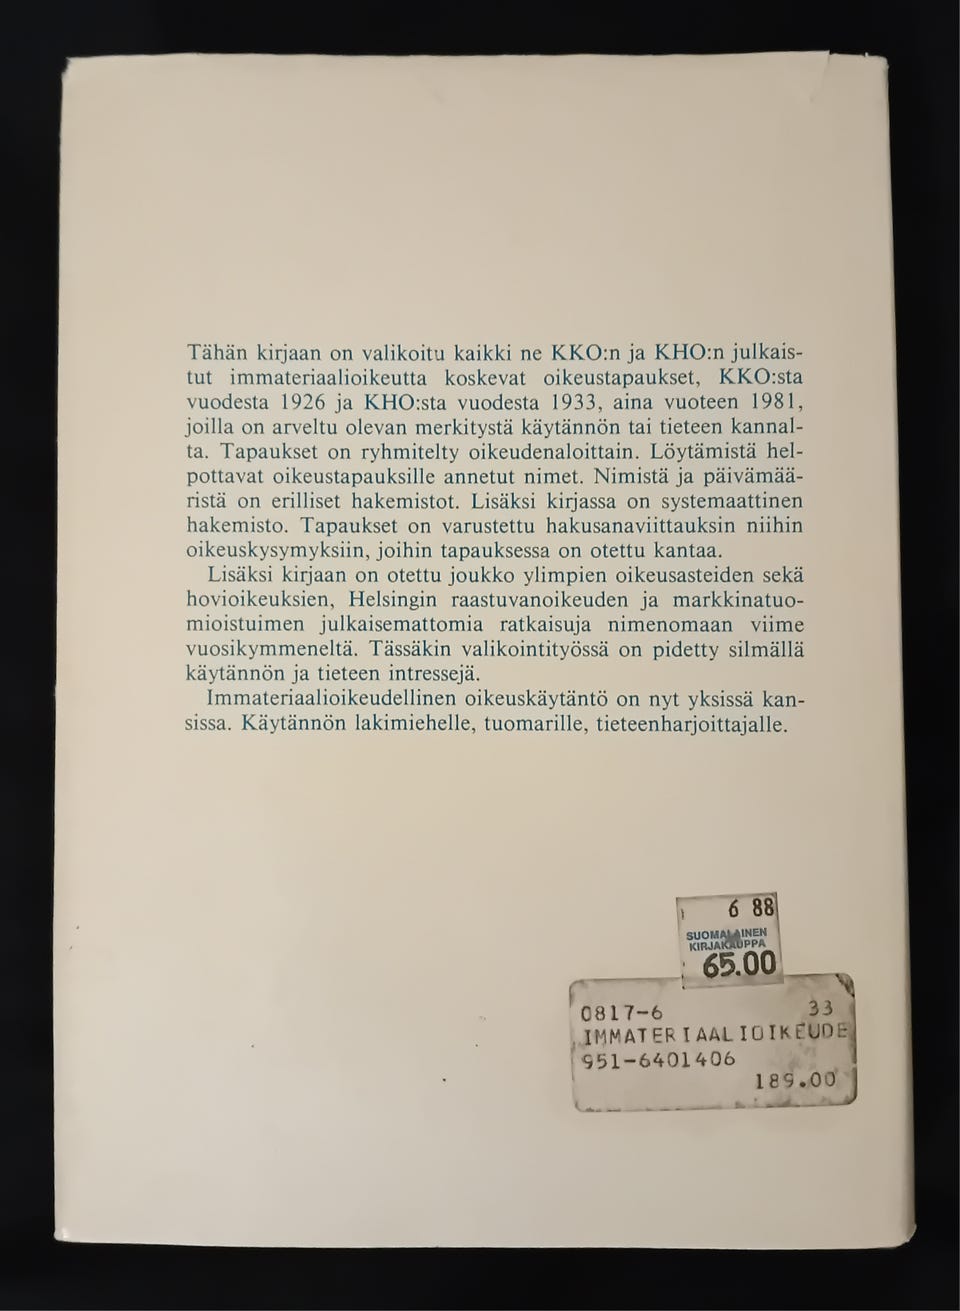 Tähän kirjaan on valikoitu kaikki ne KKO:n ja KHO:n julkais-
tut immateriaalioikeutta koskevat oikeustapaukset, KKO:sta
vuodesta 1926 ja KHO:sta vuodesta 1933, aina vuoteen 1981,
joilla on arveltu olevan merkitystä käytännön tai tieteen kannal-
ta. Tapaukset on ryhmitelty oikeudenaloittain. Löytämistä hel-
pottavat oikeustapauksille annetut nimet. Nimistä ja päivämää-
ristä on erilliset hakemistot. Lisäksi kirjassa on systemaattinen
hakemisto. Tapaukset on varustettu hakusanaviittauksin niihin
oikeuskysymyksiin, joihin tapauksessa on otettu kantaa.
Lisäksi kirjaan on otettu joukko ylimpien oikeusasteiden sekä
hovioikeuksien, Helsingin raastuvanoikeuden ja markkinatuo-
mioistuimen julkaisemattomia ratkaisuja nimenomaan viime
vuosikymmeneltä. Tässäkin valikointityössä on pidetty silmällä
käytännön ja tieteen intressejä.
Immateriaalioikeudellinen oikeuskäytäntö on nyt yksissä kan-
sissa. Käytännön lakimiehelle, tuomarille, tieteenharjoittajalle.
6 88
SUOMALAINEN
KIRJAKAUPPA
65.00
0817-6 33
IMMATERIAALIOIKEUDE
951-6401406
189.00